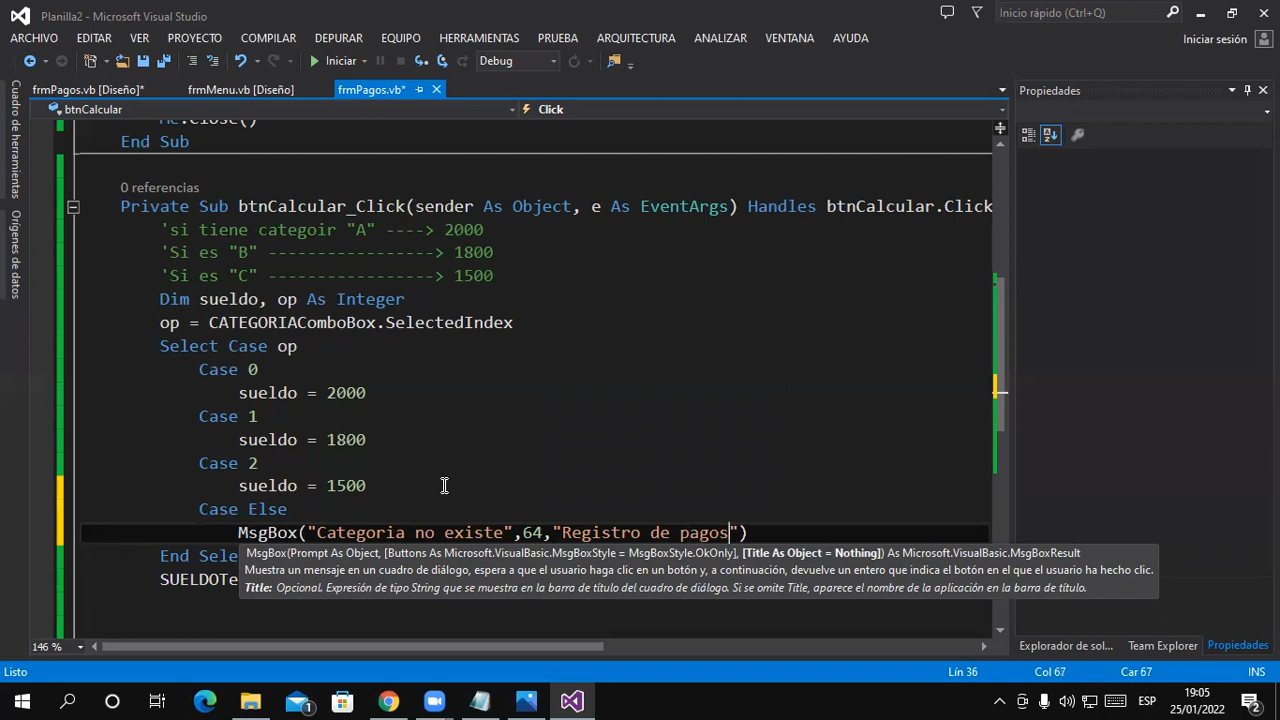 Planilla2 - Microsoft Visual Studio
Inicio rápido (Ctrl+Q)
ARCHIVO EDITAR VER PROYECTO COMPILAR DEPURAR EQUIPO HERRAMIENTAS PRUEBA ARQUITECTURA ANALIZAR VENTANA AYUDA
Iniciar sesión
Iniciar Debug
frmPagos.vb [Diseño]* frmMenu.vb [Diseño] frmPagos.vb*
Propiedades
btnCalcular Click
Cuadro de herramientas
Orígenes de datos
Me.Close()
End Sub
0 referencias
Private Sub btnCalcular_Click(sender As Object, e As EventArgs) Handles btnCalcular.Click
'si tiene categoir "A" ----> 2000
'Si es "B" -----------------> 1800
'Si es "C" -----------------> 1500
Dim sueldo, op As Integer
op = CATEGORIAComboBox.SelectedIndex
Select Case op
Case 0
sueldo = 2000
Case 1
sueldo = 1800
Case 2
sueldo = 1500
Case Else
MsgBox("Categoria no existe",64,"Registro de pagos")
End Sele
MsgBox(Prompt As Object, [Buttons As Microsoft.VisualBasic.MsgBoxStyle = MsgBoxStyle.OkOnly], [Title As Object = Nothing]) As Microsoft.VisualBasic.MsgBoxResult
Muestra un mensaje en un cuadro de diálogo, espera a que el usuario haga clic en un botón y, a continuación, devuelve un entero que indica el botón en el que el usuario ha hecho clic.
SUELDOTe
Title: Opcional. Expresión de tipo String que se muestra en la barra de título del cuadro de diálogo. Si se omite Title, aparece el nombre de la aplicación en la barra de título.
146 %
Explorador de sol... Team Explorer Propiedades
Listo Lín 36 Col 67 Car 67 INS
ESP
19:05
25/01/2022
1
2